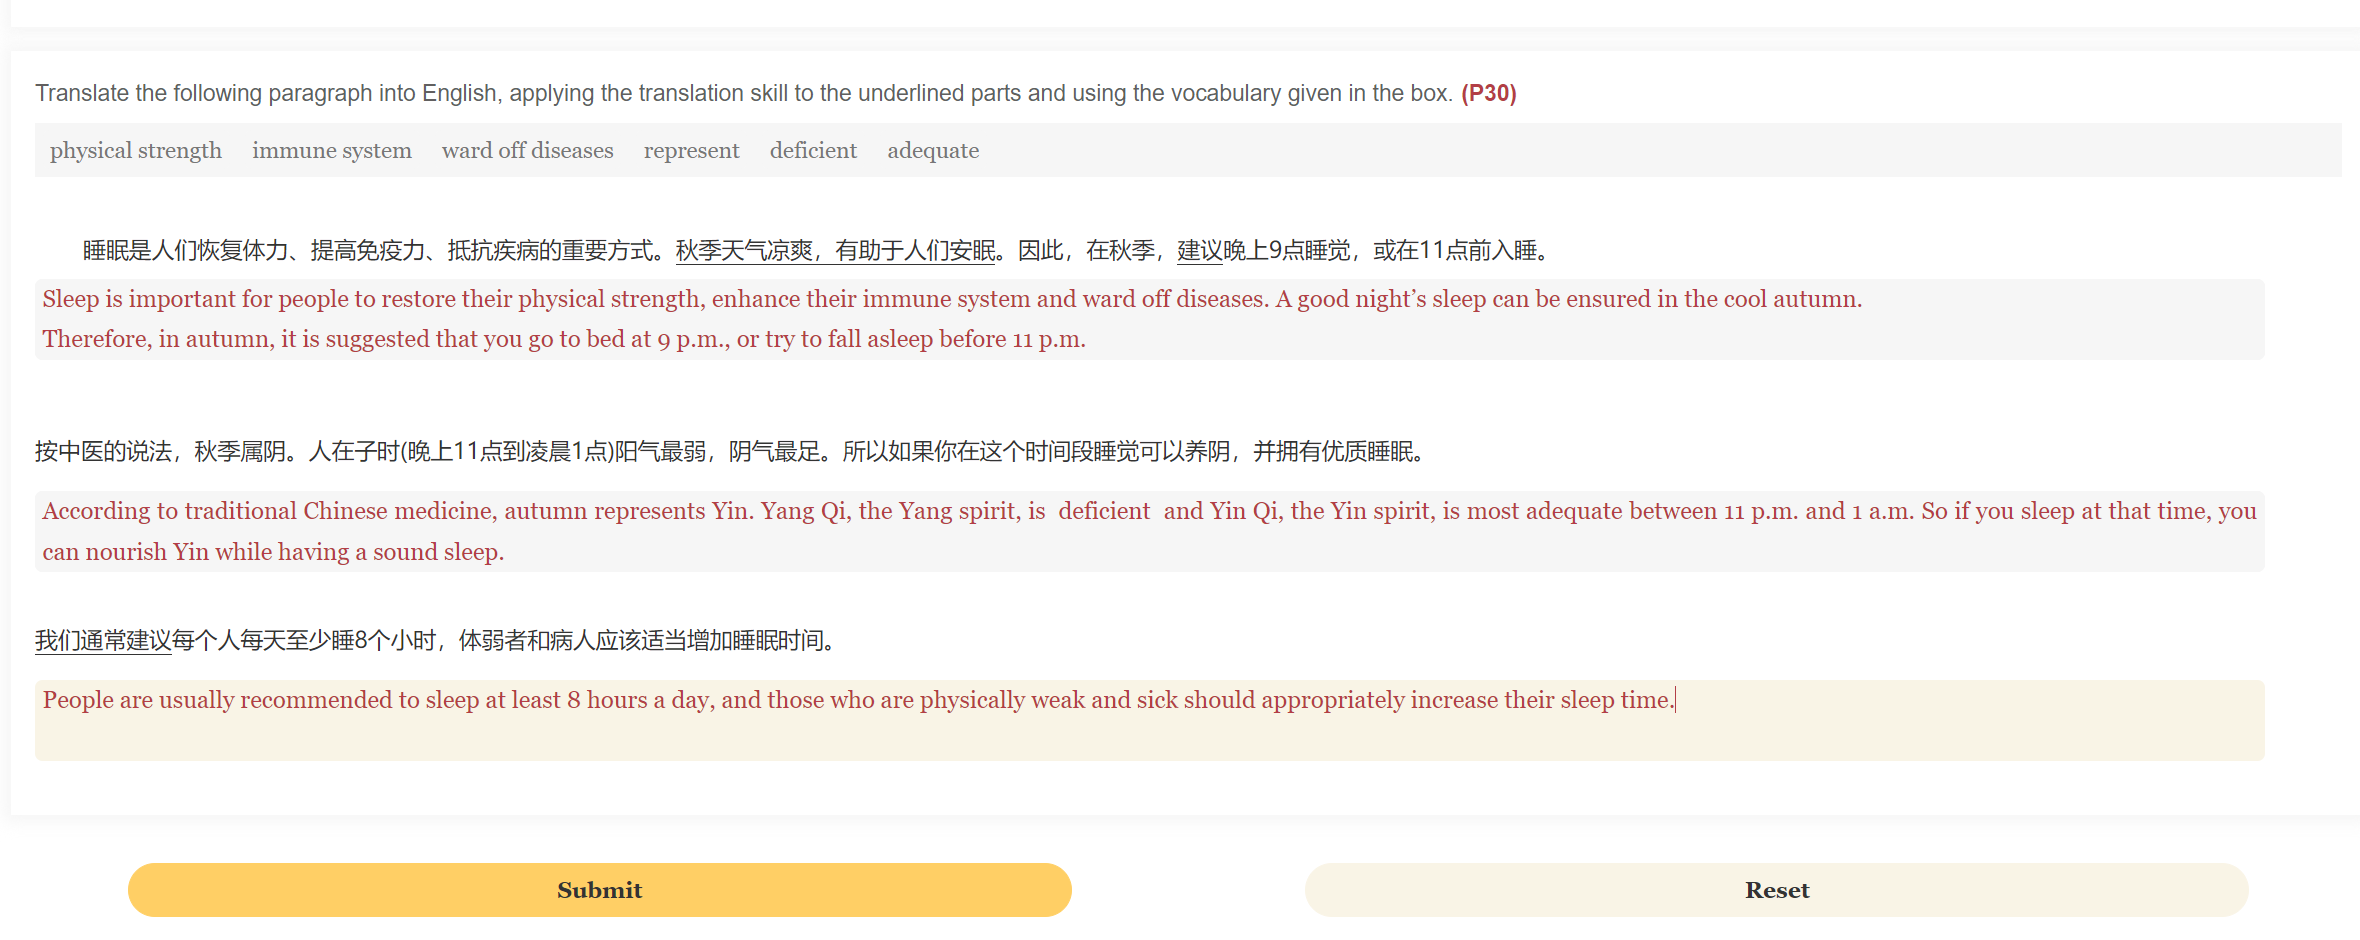 Translate the following paragraph into English, applying the translation skill to the underlined parts and using the vocabulary given in the box. (P30)
physical strength immune system ward off diseases represent deficient adequate
睡眠是人们恢复体力、提高免疫力、抵抗疾病的重要方式。秋季天气凉爽，有助于人们安眠。因此，在秋季，建议晚上9点睡觉，或在11点前入睡。
Sleep is important for people to restore their physical strength, enhance their immune system and ward off diseases. A good night’s sleep can be ensured in the cool autumn.
Therefore, in autumn, it is suggested that you go to bed at 9 p.m., or try to fall asleep before 11 p.m.
按中医的说法，秋季属阴。人在子时(晚上11点到凌晨1点)阳气最弱，阴气最足。所以如果你在这个时间段睡觉可以养阴，并拥有优质睡眠。
According to traditional Chinese medicine, autumn represents Yin. Yang Qi, the Yang spirit, is deficient and Yin Qi, the Yin spirit, is most adequate between 11 p.m. and 1 a.m. So if you sleep at that time, you
can nourish Yin while having a sound sleep.
我们通常建议每个人每天至少睡8个小时，体弱者和病人应该适当增加睡眠时间。
People are usually recommended to sleep at least 8 hours a day, and those who are physically weak and sick should appropriately increase their sleep time.
Submit Reset